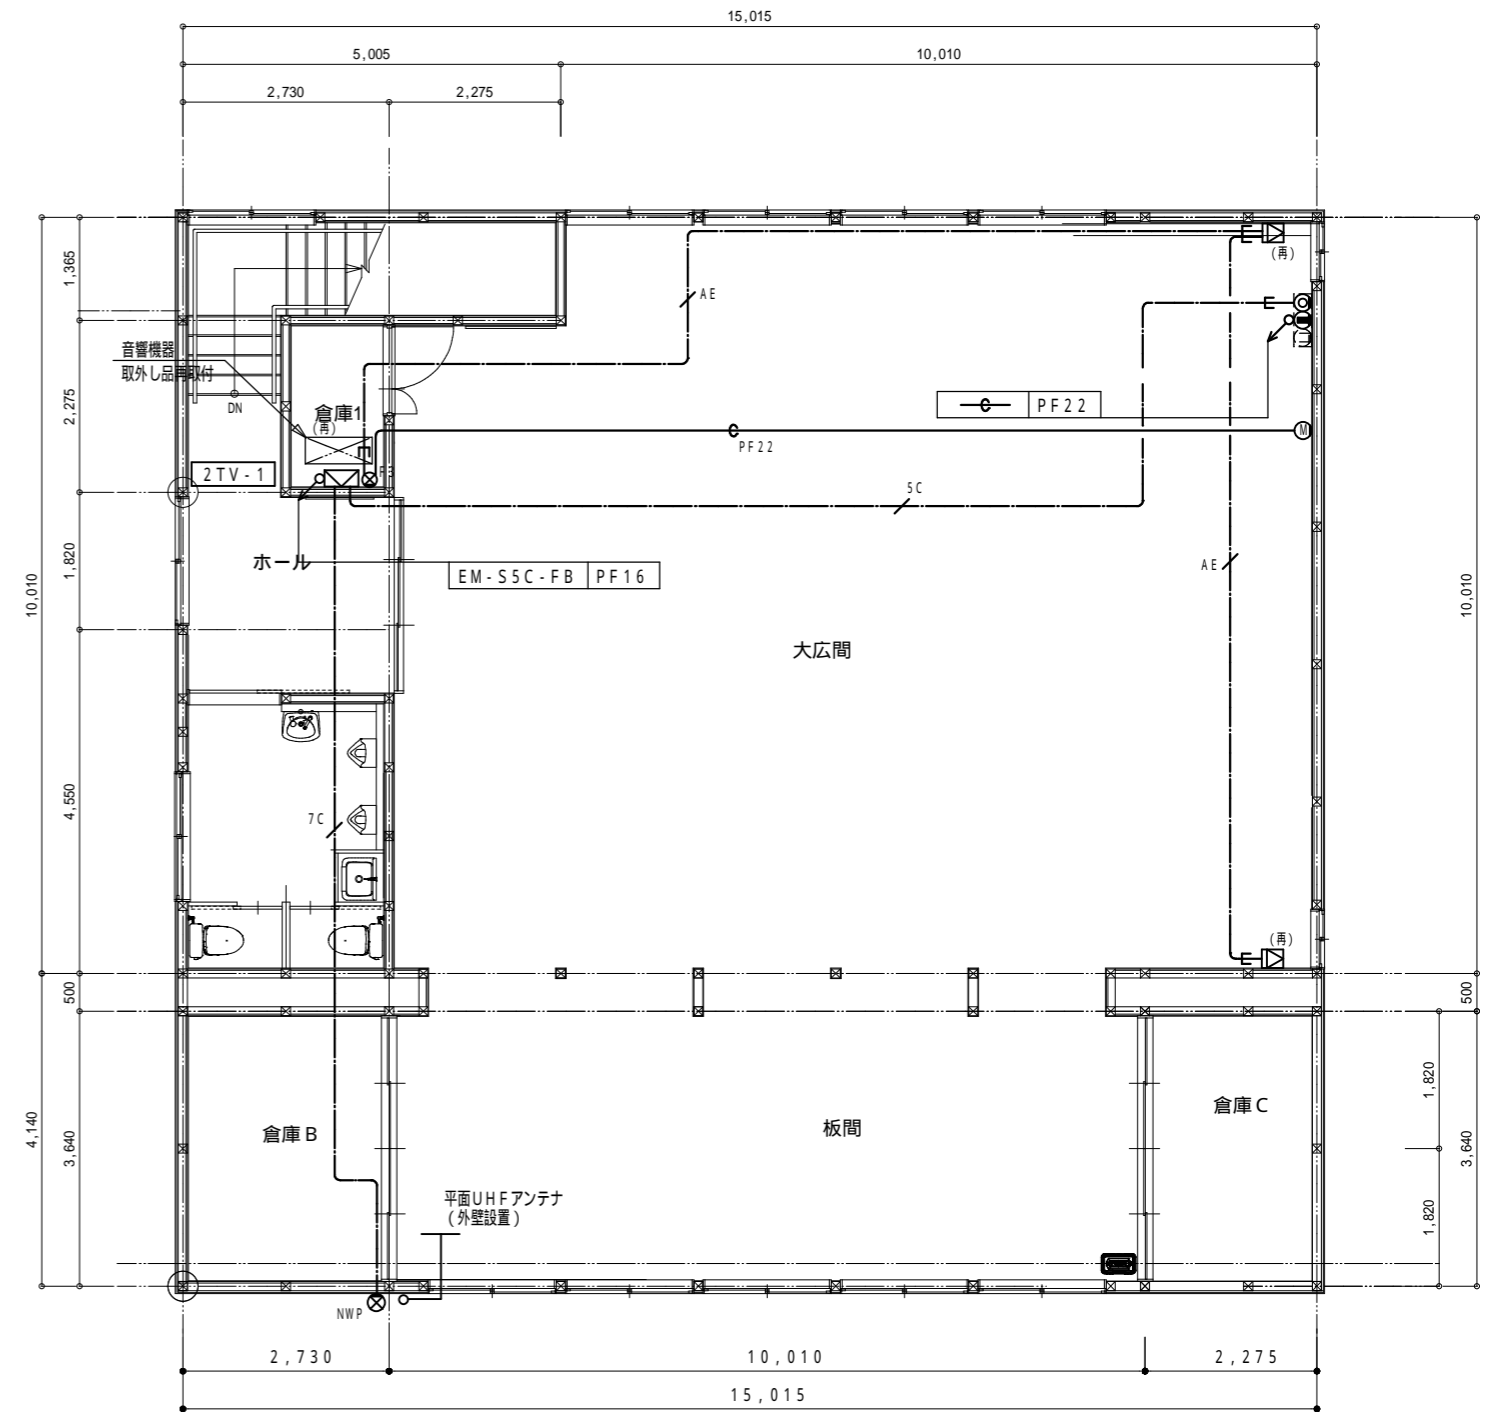 15,015
5,005
10,010
2,730
2,275
1,365
2,275
1,820
4,550
500
3,640
10,010
4,140
音響機器
取外し品再取付
DN
倉庫1
(再)
2TV-1
AE
(再)
PF22
PF22
M
5C
ホール
EM-S5C-FB PF16
AE
大広間
7C
(再)
10,010
500
1,820
1,820
3,640
倉庫B
板間
倉庫C
平面UHFアンテナ
(外壁設置)
NWP
2,730
10,010
2,275
15,015